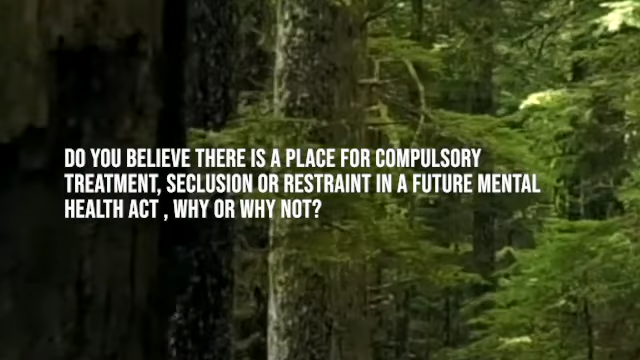 DO YOU BELIEVE THERE IS A PLACE FOR COMPULSORY
TREATMENT, SECLUSION OR RESTRAINT IN A FUTURE MENTAL
HEALTH ACT , WHY OR WHY NOT?